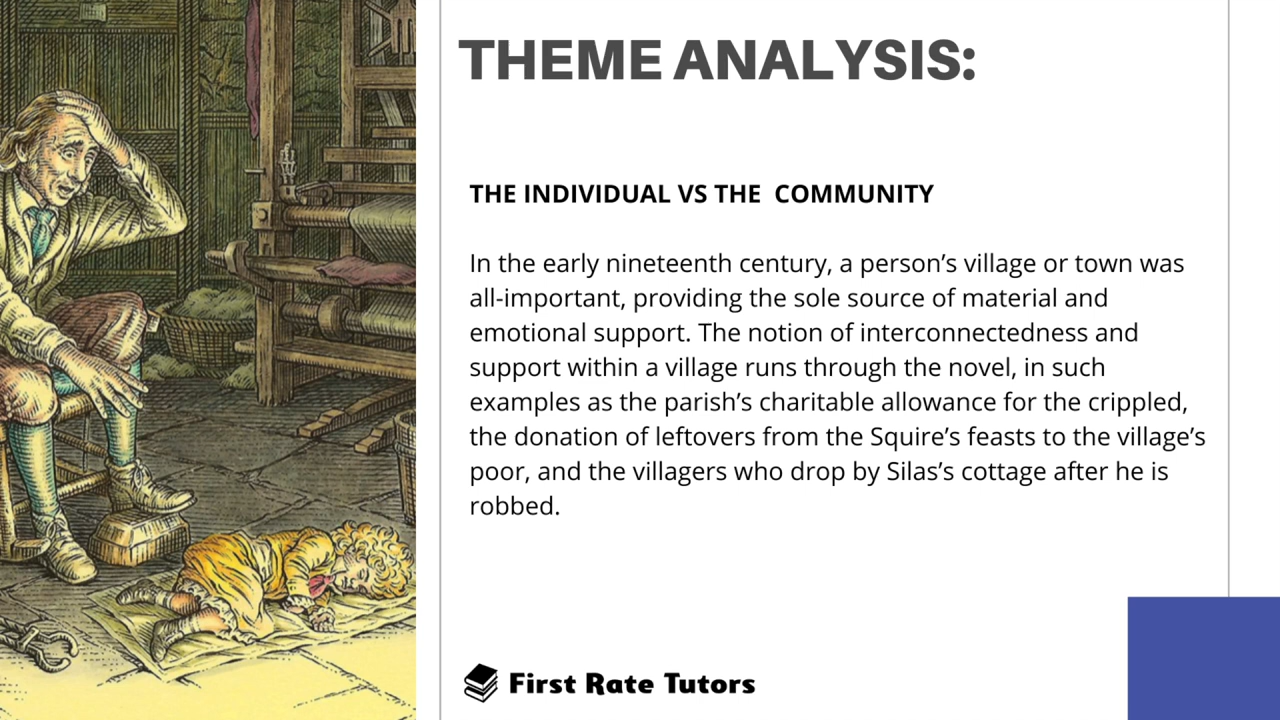 THEME ANALYSIS:
THE INDIVIDUAL VS THE  COMMUNITY
In the early nineteenth century, a person’s village or town was
all-important, providing the sole source of material and
emotional support. The notion of interconnectedness and
support within a village runs through the novel, in such
examples as the parish’s charitable allowance for the crippled,
the donation of leftovers from the Squire’s feasts to the village’s
poor, and the villagers who drop by Silas’s cottage after he is
robbed.
First Rate Tutors